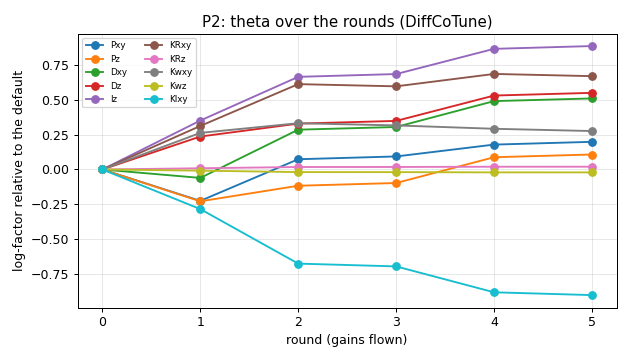 P2: theta over the rounds (DiffCoTune)
log-factor relative to the default
0.75
0.50
0.25
0.00
−0.25
−0.50
−0.75
Pxy
Pz
Dxy
Dz
Iz
KRxy
KRz
Kwxy
Kwz
KIxy
0 1 2 3 4 5
round (gains flown)